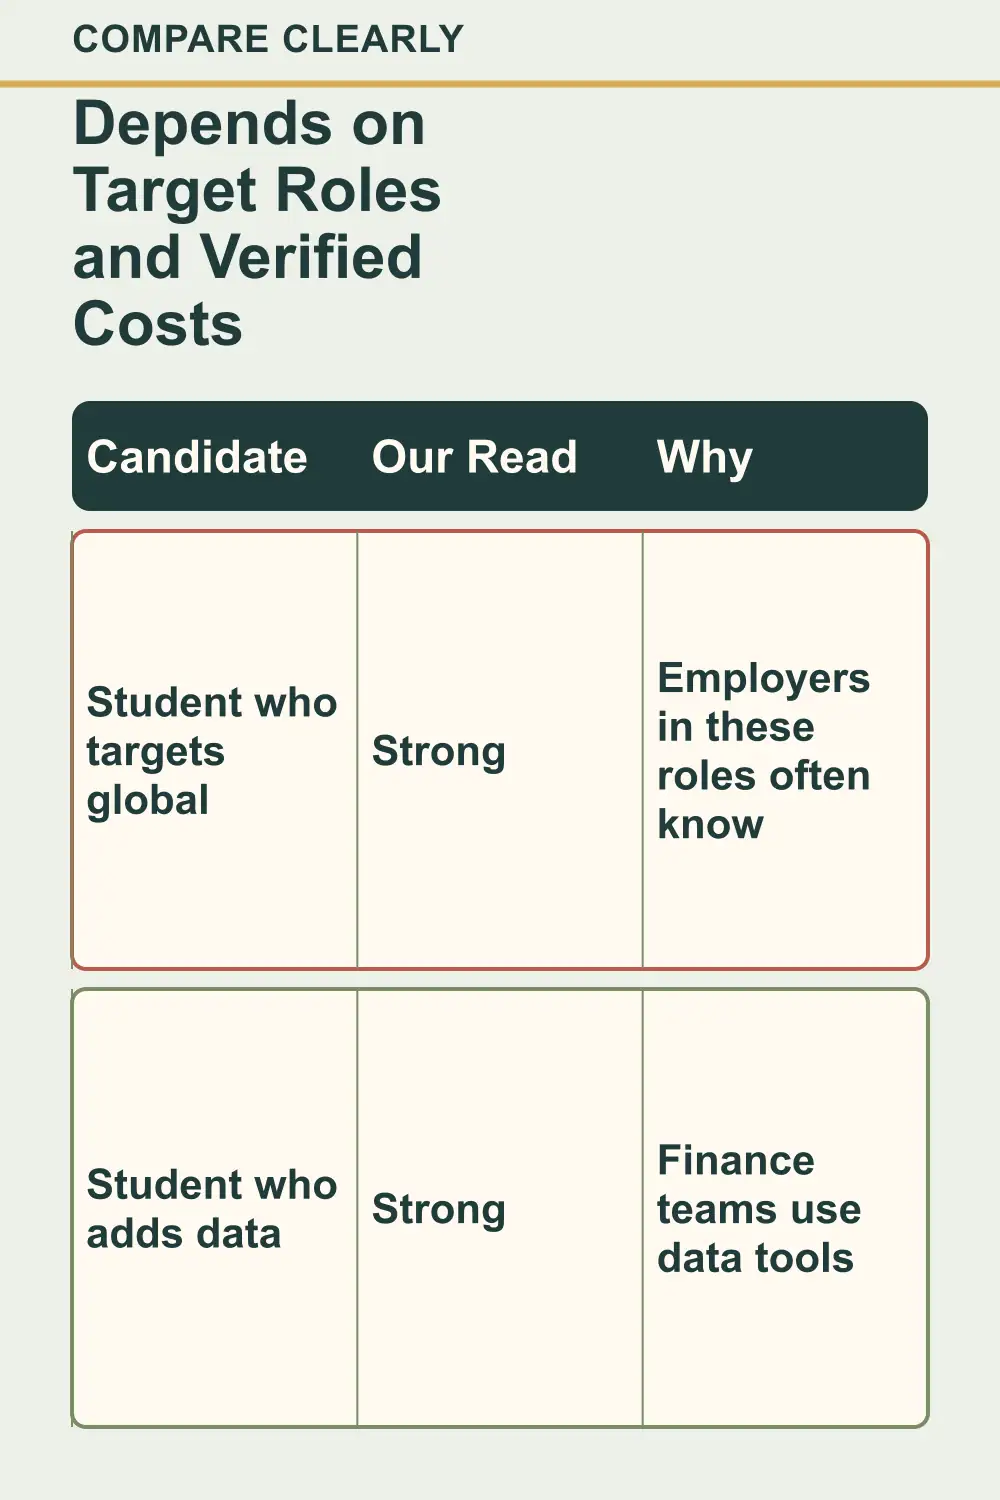 COMPARE CLEARLY
Depends on
Target Roles
and Verified
Costs
Candidate
Our Read
Why
Student who
targets
global
Strong
Employers
in these
roles often
know
Student who
adds data
Strong
Finance
teams use
data tools